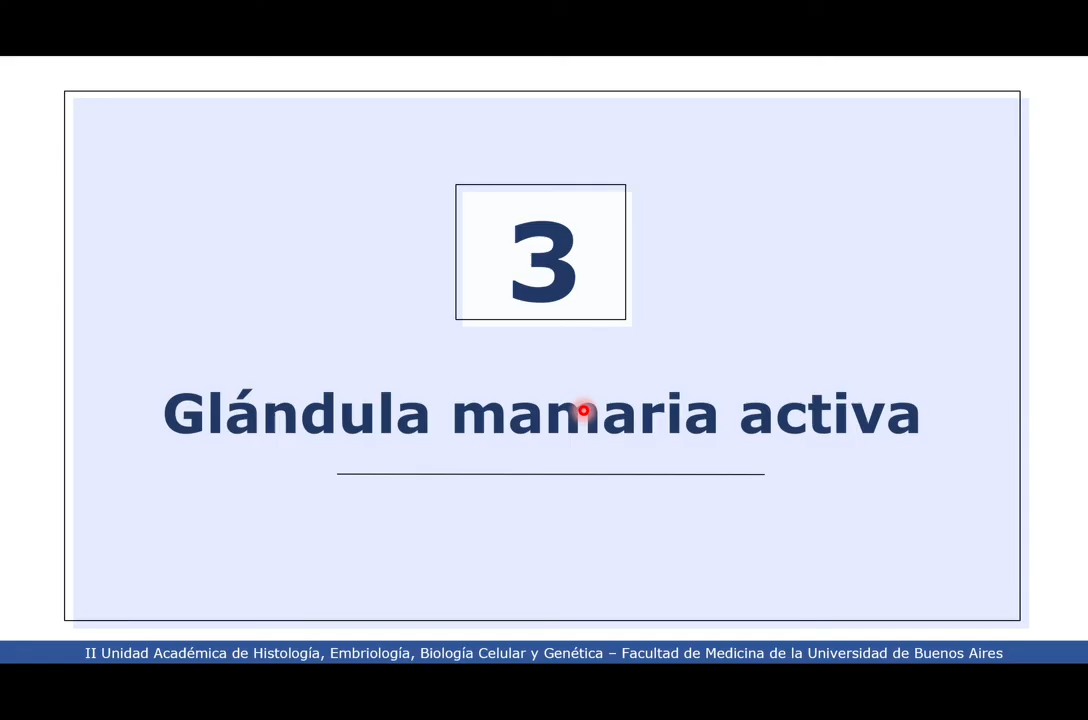 3
Glándula mamaria activa
II Unidad Académica de Histología, Embriología, Biología Celular y Genética – Facultad de Medicina de la Universidad de Buenos Aires